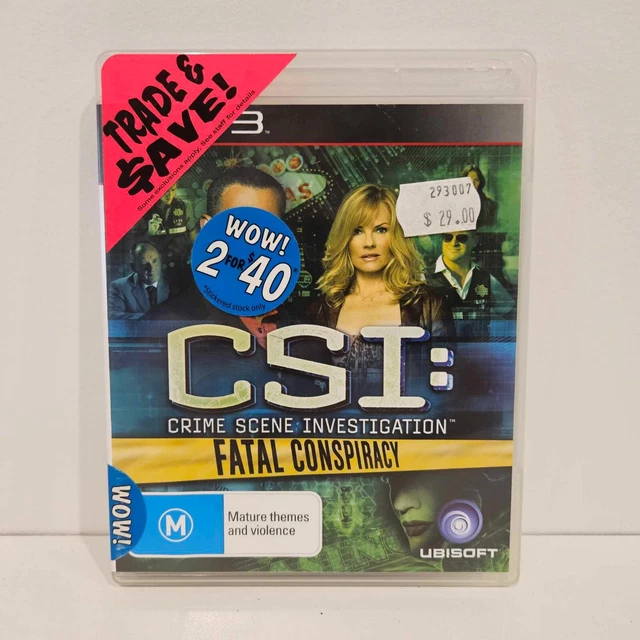 TRADE &
$AVE!
Some exclusions apply. See staff for details
3™
293007
$ 29.00
WOW!
2 FOR $40*
*Stickered stock only
CSI:
CRIME SCENE INVESTIGATION™
FATAL CONSPIRACY
WOW!
M
Mature themes
and violence
UBISOFT